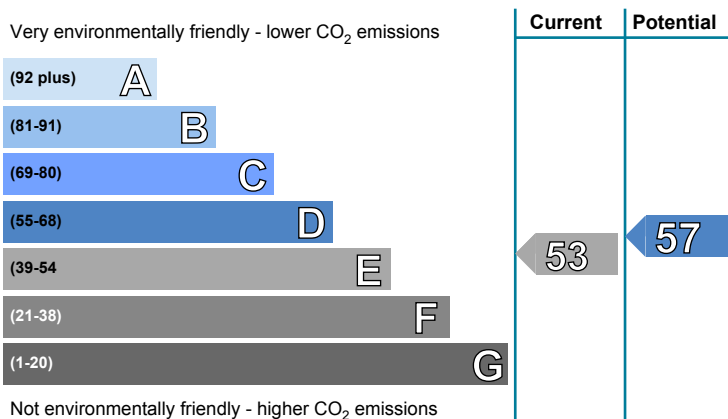 Current Potential
Very environmentally friendly - lower CO2 emissions
(92 plus) A
(81-91) B
(69-80) C
(55-68) D
57
(39-54 E
53
(21-38) F
(1-20) G
Not environmentally friendly - higher CO2 emissions